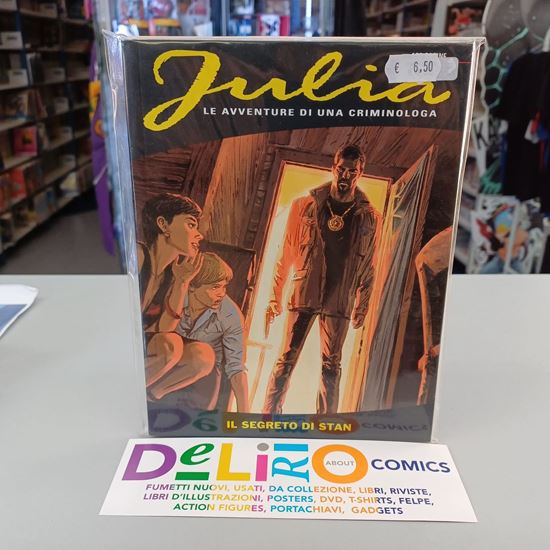 € 6,50
Julia
LE AVVENTURE DI UNA CRIMINOLOGA
IL SEGRETO DI STAN
DeLiRiO ABOUT COMICS
FUMETTI NUOVI, USATI, DA COLLEZIONE, LIBRI, RIVISTE,
LIBRI D'ILLUSTRAZIONI, POSTERS, DVD, T-SHIRTS, FELPE,
ACTION FIGURES, PORTACHIAVI, GADGETS